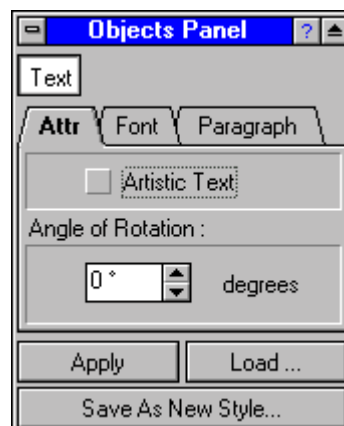 Objects Panel ?
Text
Attr Font Paragraph
Artistic Text
Angle of Rotation :
0 ° degrees
Apply Load ...
Save As New Style...